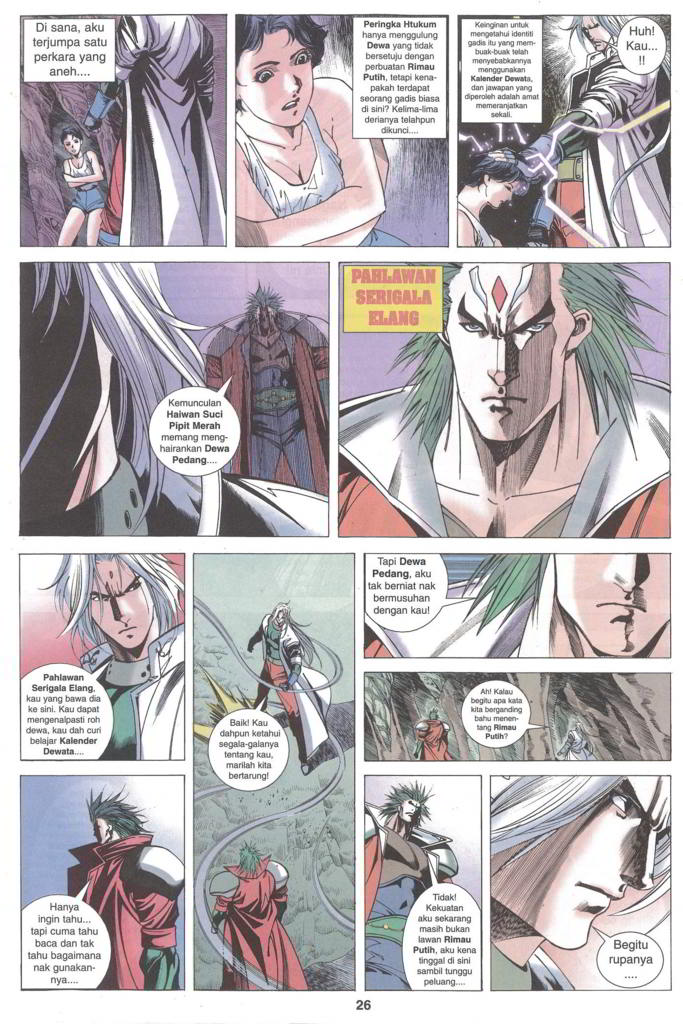 Di sana, aku
terjumpa satu
perkara yang
aneh....
Peringka Htukum
hanya menggulung
Dewa yang tidak
bersetuju dengan
perbuatan Rimau
Putih, tetapi kena-
pakah terdapat
seorang gadis biasa
di sini? Kelima-lima
derianya telahpun
dikunci....
Keinginan untuk
mengetahui identiti
gadis itu yang mem-
buak-buak telah
menyebabkannya
menggunakan
Kalender Dewata,
dan jawapan yang
diperoleh adalah amat
memeranjatkan
sekali.
Huh!
Kau...
!!
Kemunculan
Haiwan Suci
Pipit Merah
memang meng-
hairankan Dewa
Pedang....
PAHLAWAN
SERIGALA
ELANG
Pahlawan
Serigala Elang,
kau yang bawa dia
ke sini. Kau dapat
mengenalpasti roh
dewa, kau dah curi
belajar Kalender
Dewata....
Hanya
ingin tahu...
tapi cuma tahu
baca dan tak
tahu bagaimana
nak gunakan-
nya....
Baik! Kau
dahpun ketahui
segala-galanya
tentang kau,
marilah kita
bertarung!
Tapi Dewa
Pedang, aku
tak berniat nak
bermusuhan
dengan kau!
Ah! Kalau
begitu apa kata
kita berganding
bahu menen-
tang Rimau
Putih?
Tidak!
Kekuatan
aku sekarang
masih bukan
lawan Rimau
Putih, aku kena
tinggal di sini
sambil tunggu
peluang....
Begitu
rupanya
....
26